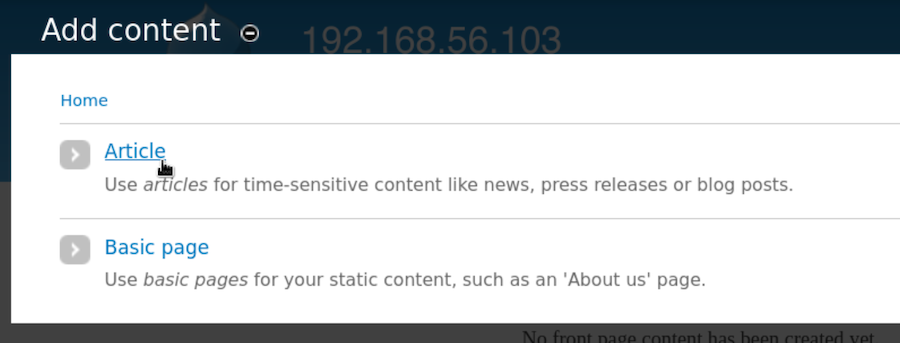 Add content
192.168.56.103
Home
Article
Use articles for time-sensitive content like news, press releases or blog posts.
Basic page
Use basic pages for your static content, such as an 'About us' page.
No front page content has been created yet.